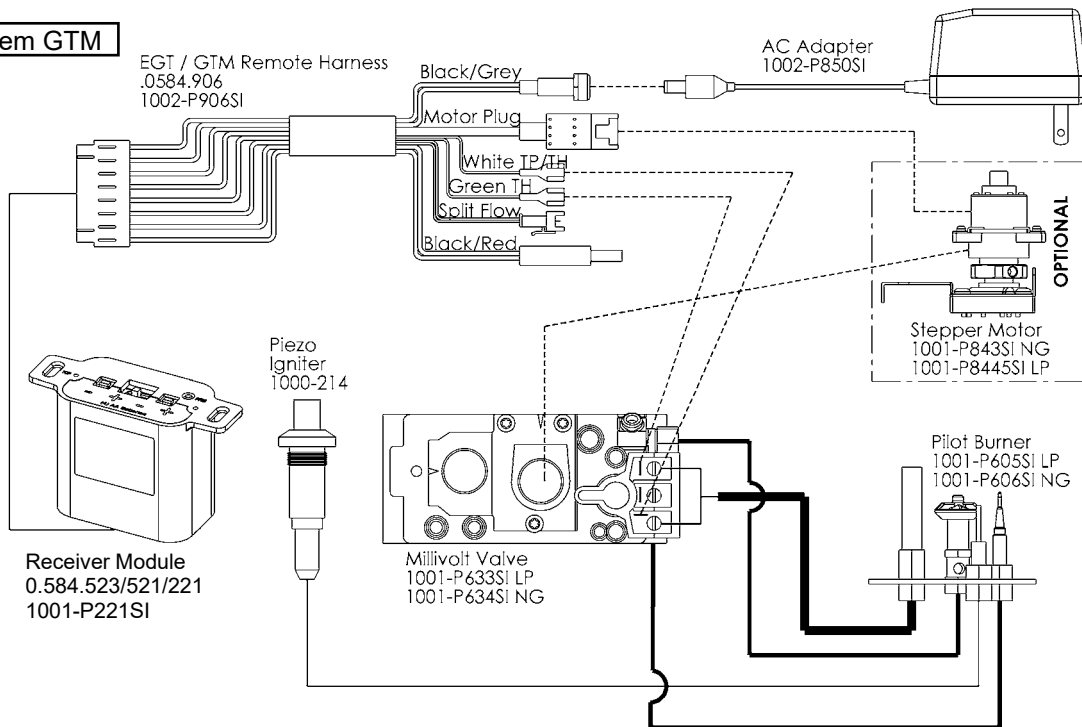 em GTM
EGT / GTM Remote Harness
.0584.906
1002-P906SI
Black/Grey
Motor Plug
White TP/TH
Green TH
Split Flow
Black/Red
AC Adapter
1002-P850SI
OPTIONAL
Stepper Motor
1001-P843SI NG
1001-P8445SI LP
Piezo
Igniter
1000-214
Receiver Module
0.584.523/521/221
1001-P221SI
Millivolt Valve
1001-P633SI LP
1001-P634SI NG
Pilot Burner
1001-P605SI LP
1001-P606SI NG